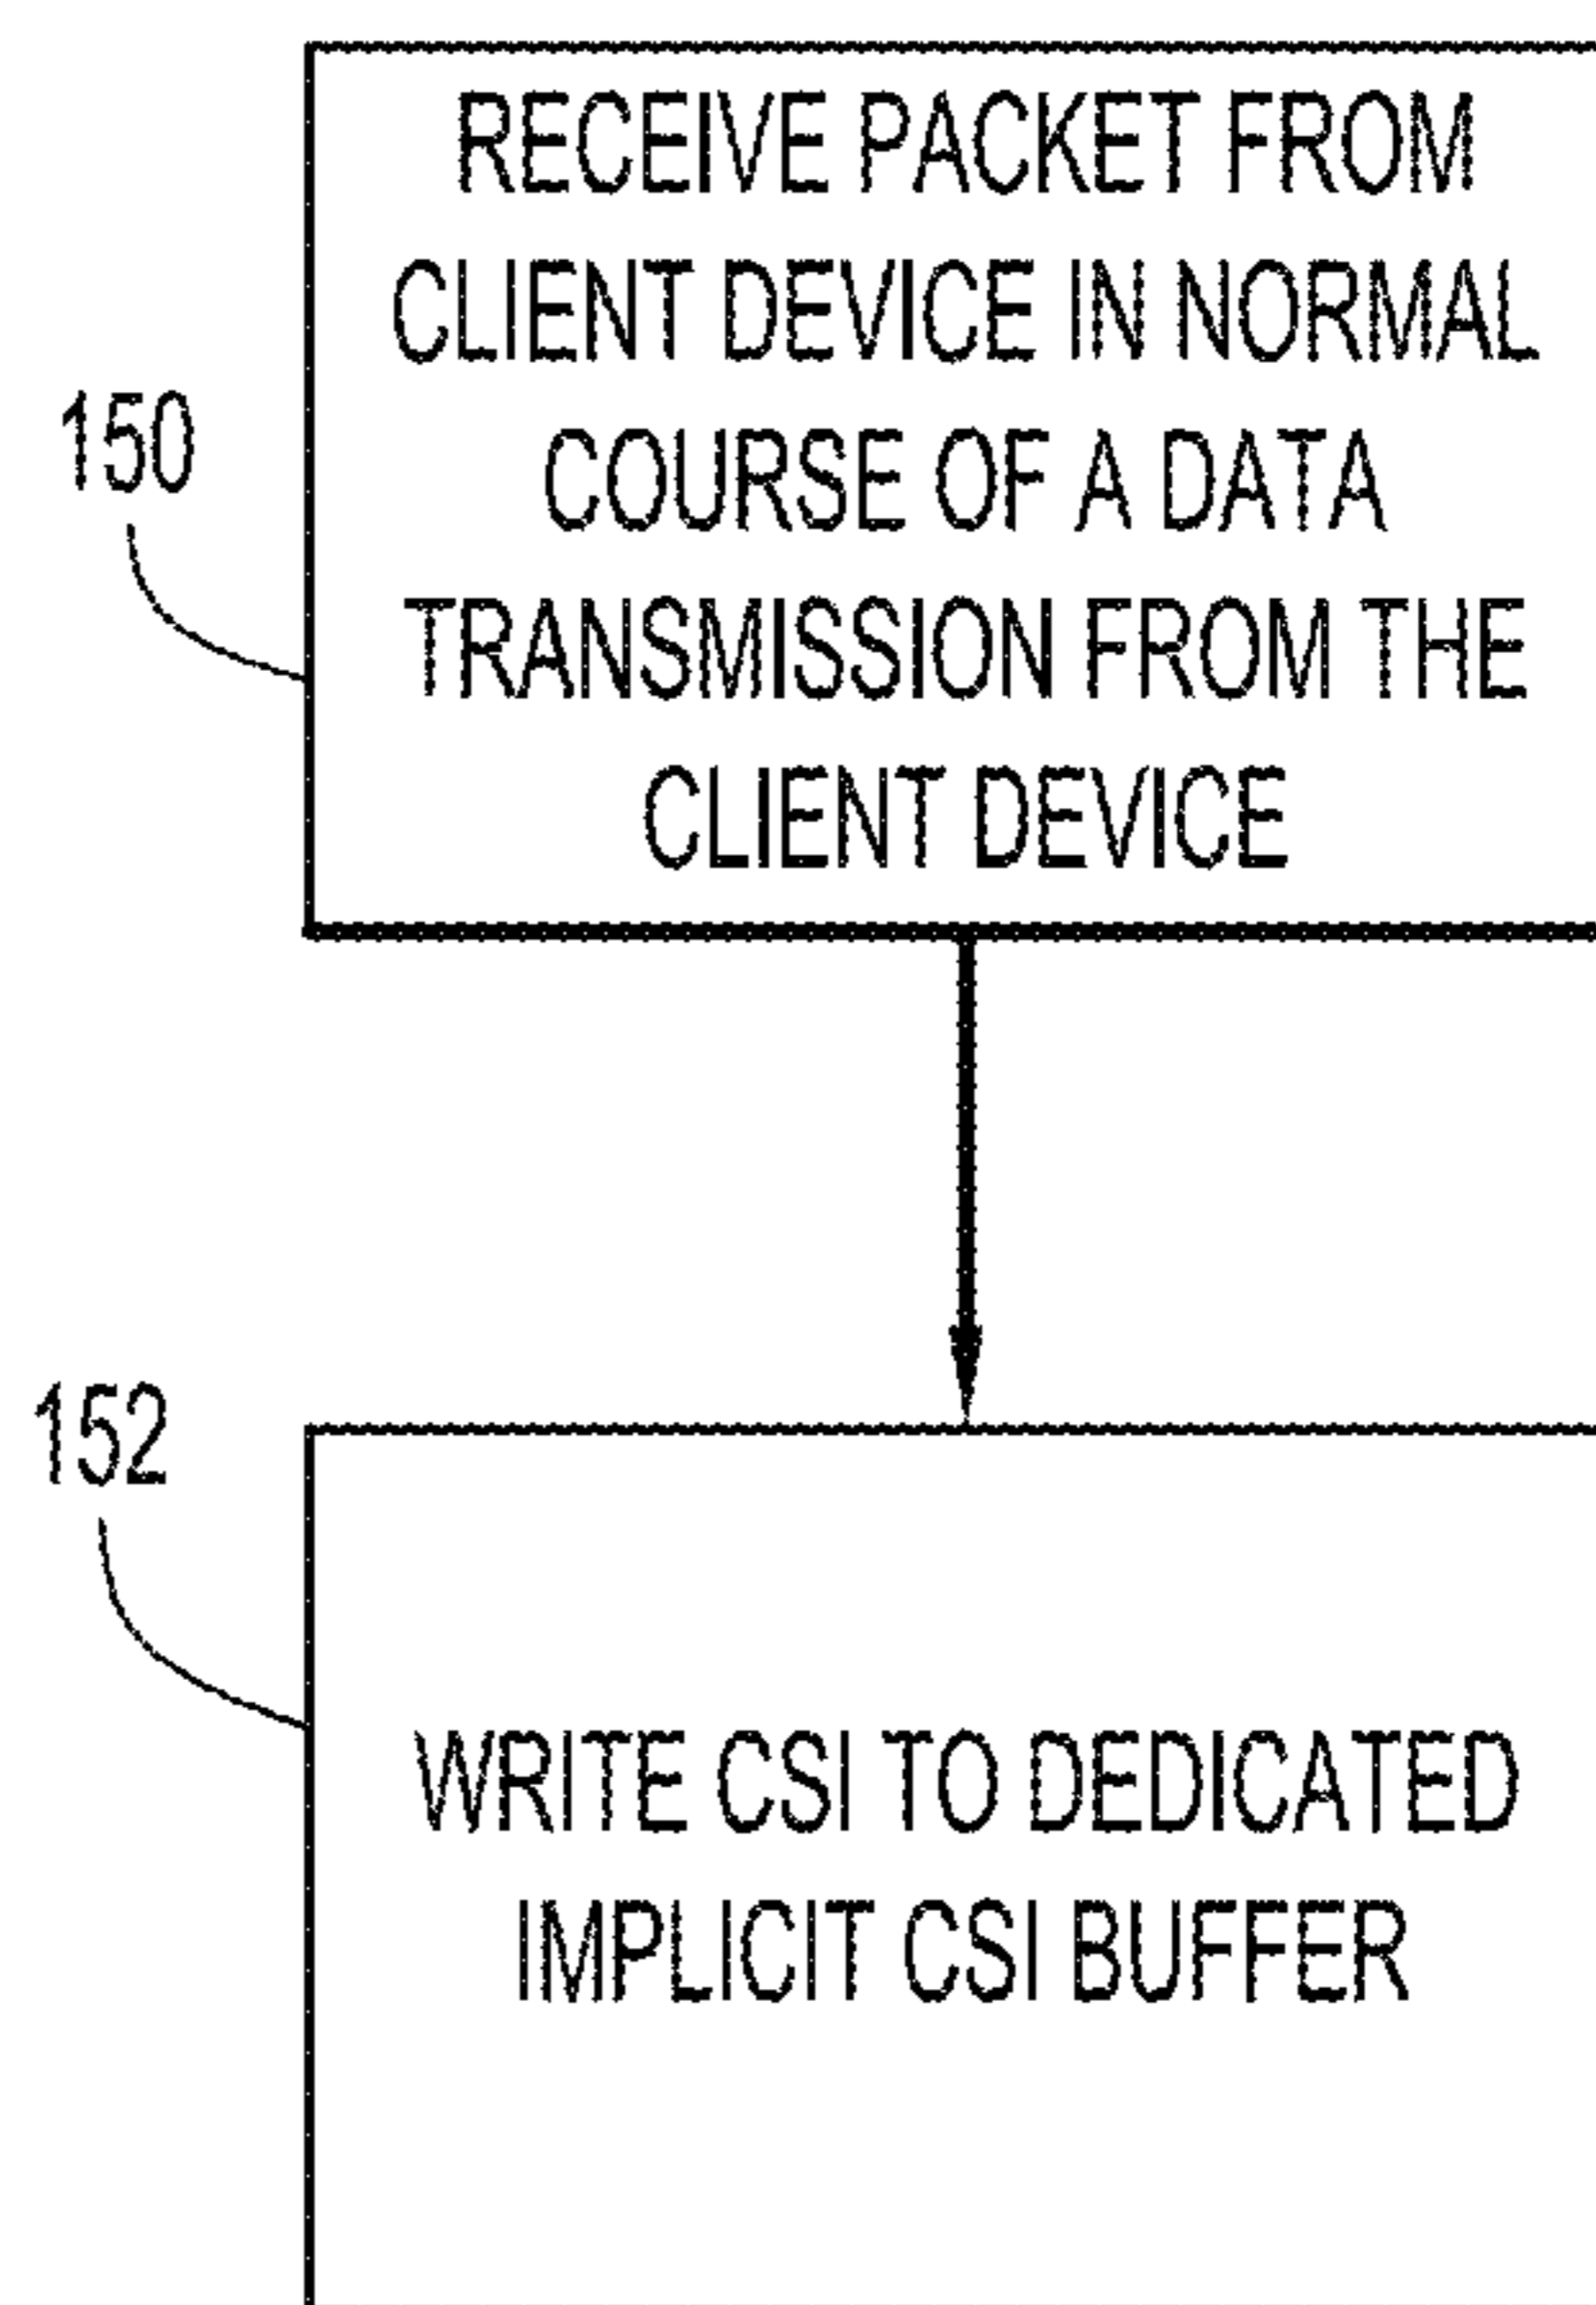 RECEIVE PACKET FROM
CLIENT DEVICE IN NORMAL
COURSE OF A DATA
TRANSMISSION FROM THE
CLIENT DEVICE
150
152
WRITE CSI TO DEDICATED
IMPLICIT CSI BUFFER